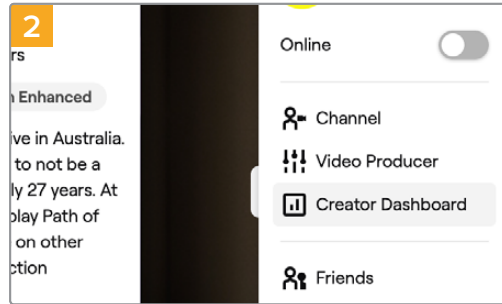 2
rs
Enhanced
ive in Australia.
to not be a
ly 27 years. At
play Path of
on other
ction
Online
Channel
Video Producer
Creator Dashboard
Friends